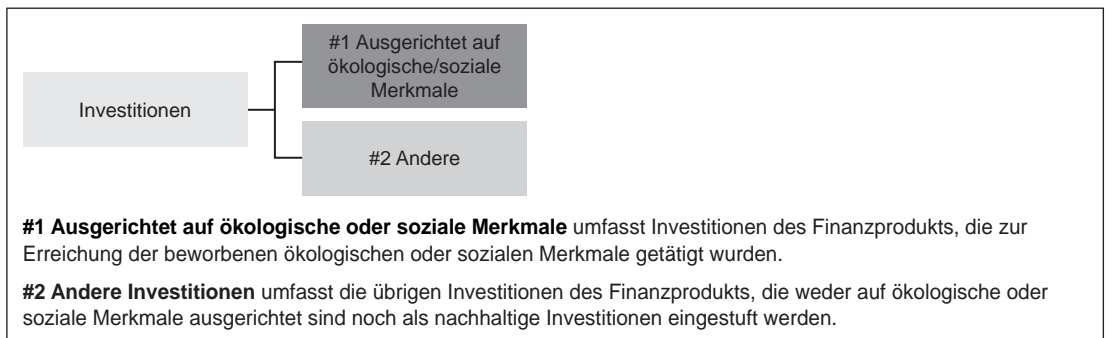 #1 Ausgerichtet auf
ökologische/soziale
Merkmale
Investitionen
#2 Andere
#1 Ausgerichtet auf ökologische oder soziale Merkmale umfasst Investitionen des Finanzprodukts, die zur
Erreichung der beworbenen ökologischen oder sozialen Merkmale getätigt wurden.
#2 Andere Investitionen umfasst die übrigen Investitionen des Finanzprodukts, die weder auf ökologische oder
soziale Merkmale ausgerichtet sind noch als nachhaltige Investitionen eingestuft werden.